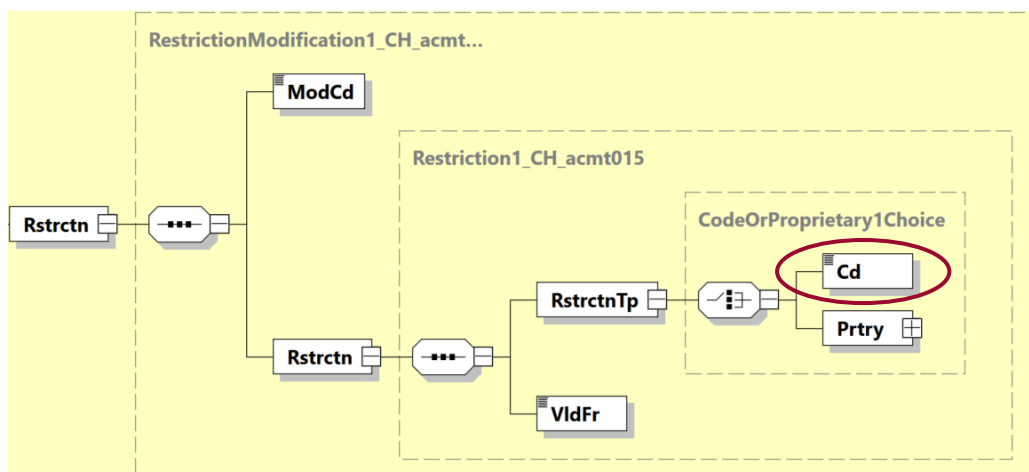 RestrictionModification1_CH_acmt...
ModCd
Restriction1_CH_acmt015
CodeOrProprietary1Choice
Rstrctn
Cd
RstrctnTp
Prtry
Rstrctn
VldFr